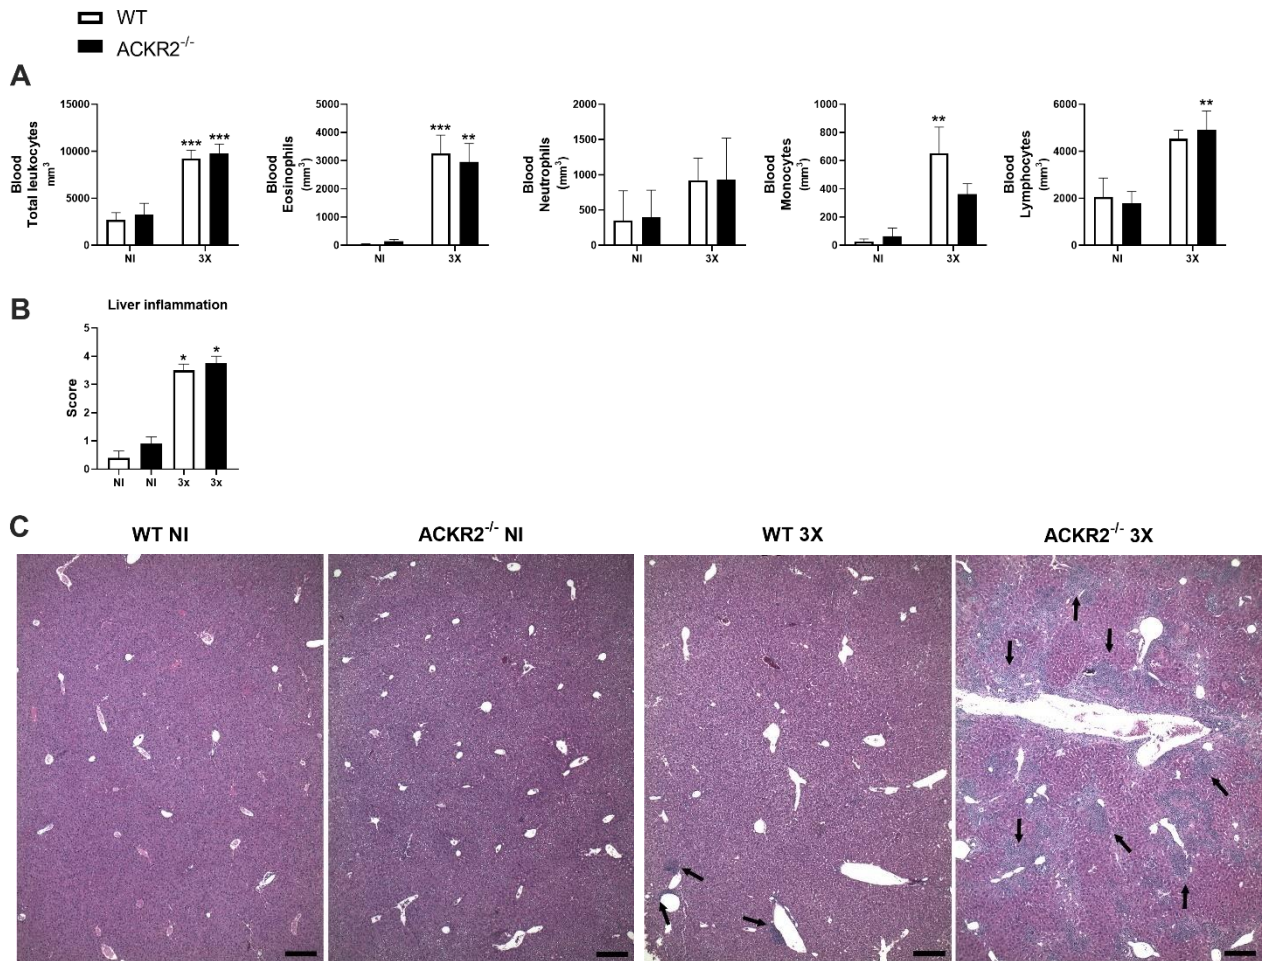 WT
ACKR2-/-
A
Blood
Total leukocytes
mm3
15000
10000
5000
0
***
***
NI
3X
Blood
Eosinophils
(mm3)
5000
4000
3000
2000
1000
0
***
**
NI
3X
Blood
Neutrophils
(mm3)
2000
1500
1000
500
0
NI
3X
Blood
Monocytes
(mm3)
1000
800
600
400
200
0
**
NI
3X
Blood
Lymphocytes
(mm3)
6000
4000
2000
0
**
NI
3X
B
Liver inflammation
Score
5
4
3
2
1
0
*
*
NI
NI
3x
3x
C
WT NI
ACKR2-/- NI
WT 3X
ACKR2-/- 3X